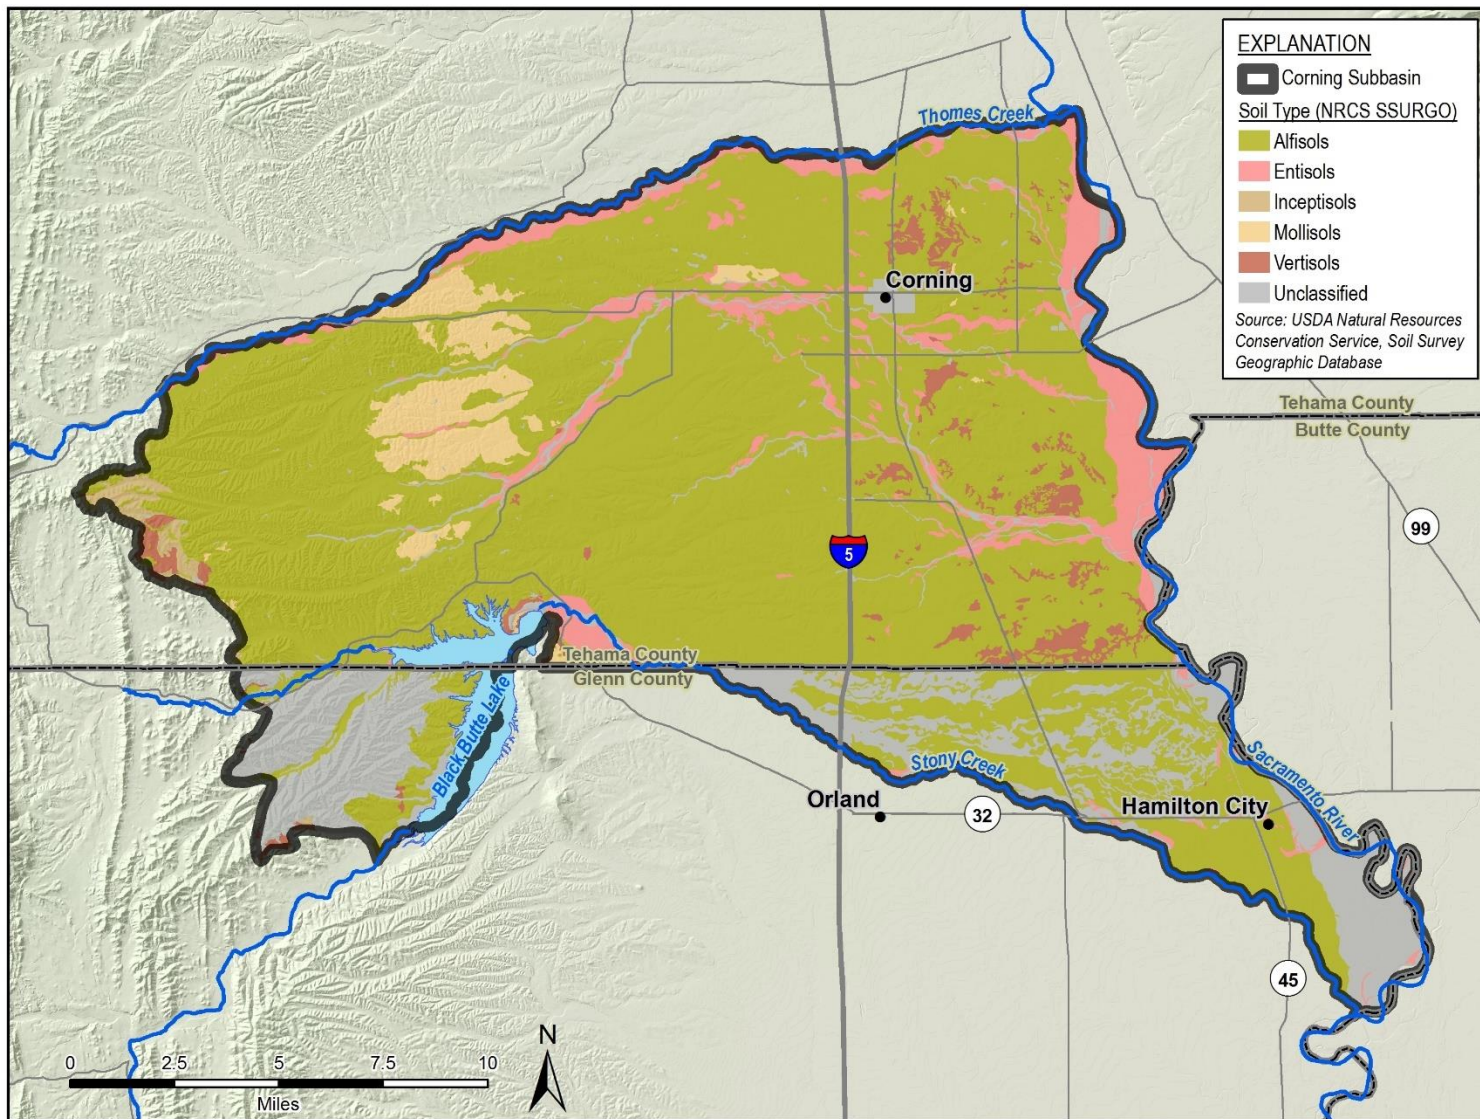 EXPLANATION
Corning Subbasin
Soil Type (NRCS SSURGO)
Alfisols
Entisols
Inceptisols
Mollisols
Vertisols
Unclassified
Source: USDA Natural Resources
Conservation Service, Soil Survey
Geographic Database
Thomes Creek
Corning
Tehama County
Butte County
99
5
Tehama County
Glenn County
Black Butte Lake
Stony Creek
Sacramento River
Orland
32
Hamilton City
45
N
0 2.5 5 7.5 10
Miles